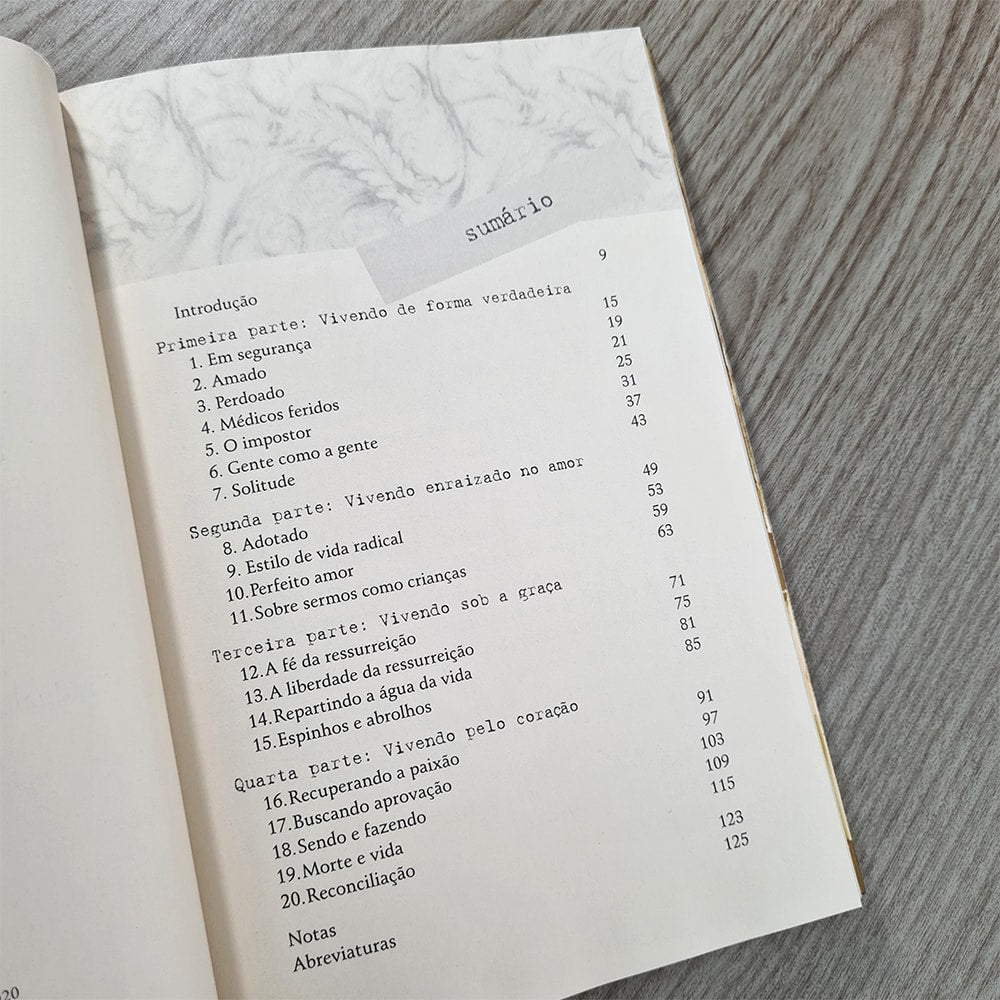 sumário
Introdução 9
Primeira parte: Vivendo de forma verdadeira
1. Em segurança 15
2. Amado 19
3. Perdoado 21
4. Médicos feridos 25
5. O impostor 31
6. Gente como a gente 37
7. Solitude 43
Segunda parte: Vivendo enraizado no amor
8. Adotado 49
9. Estilo de vida radical 53
10.Perfeito amor 59
11.Sobre sermos como crianças 63
Terceira parte: Vivendo sob a graça
12.A fé da ressurreição 71
13.A liberdade da ressurreição 75
14.Repartindo a água da vida 81
15.Espinhos e abrolhos 85
Quarta parte: Vivendo pelo coração
16.Recuperando a paixão 91
17.Buscando aprovação 97
18.Sendo e fazendo 103
19.Morte e vida 109
20.Reconciliação 115
Notas 123
Abreviaturas 125